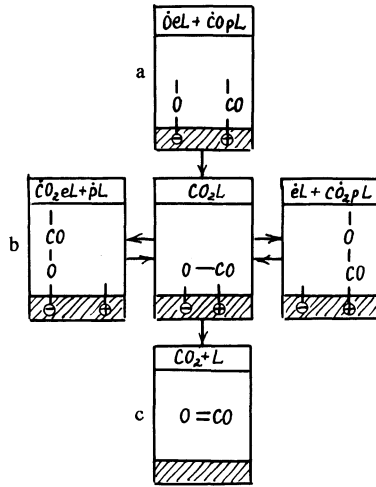 ȮeL + ĊOpL
a
O CO
⊖ ⊕
ĊO₂eL+ṗL
CO₂L
ėL + CȮ₂pL
b
CO
O
O—CO
O
CO
⊖ ⊕
⊖ ⊕
⊖ ⊕
CO₂+L
c
O=CO